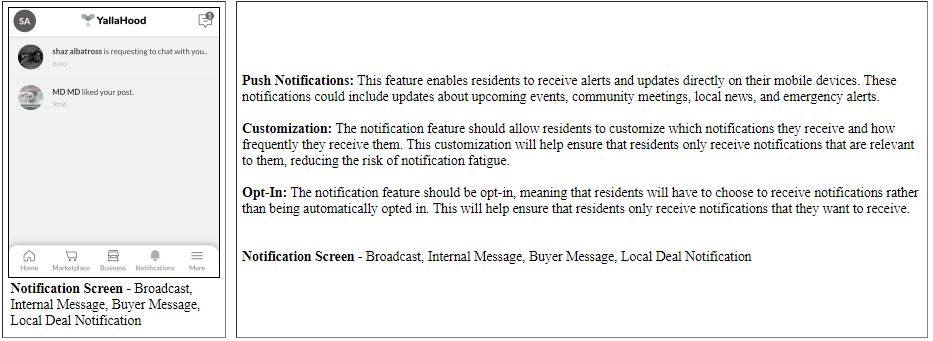 SA
YallaHood
1
shaz albatross is requesting to chat with you..
6mo
MD MD liked your post.
9mo
Home Marketplace Business Notifications More
Notification Screen - Broadcast,
Internal Message, Buyer Message,
Local Deal Notification
Push Notifications: This feature enables residents to receive alerts and updates directly on their mobile devices. These
notifications could include updates about upcoming events, community meetings, local news, and emergency alerts.
Customization: The notification feature should allow residents to customize which notifications they receive and how
frequently they receive them. This customization will help ensure that residents only receive notifications that are relevant
to them, reducing the risk of notification fatigue.
Opt-In: The notification feature should be opt-in, meaning that residents will have to choose to receive notifications rather
than being automatically opted in. This will help ensure that residents only receive notifications that they want to receive.
Notification Screen - Broadcast, Internal Message, Buyer Message, Local Deal Notification